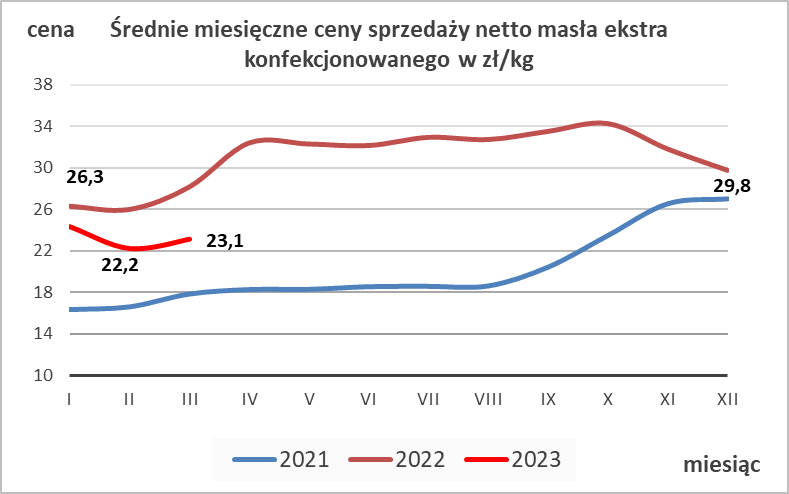 cena
Średnie miesięczne ceny sprzedaży netto masła ekstra
konfekcjonowanego w zł/kg
38
34
30
26
22
18
14
10
26,3
22,2
23,1
29,8
I II III IV V VI VII VIII IX X XI XII
2021 2022 2023
miesiąc